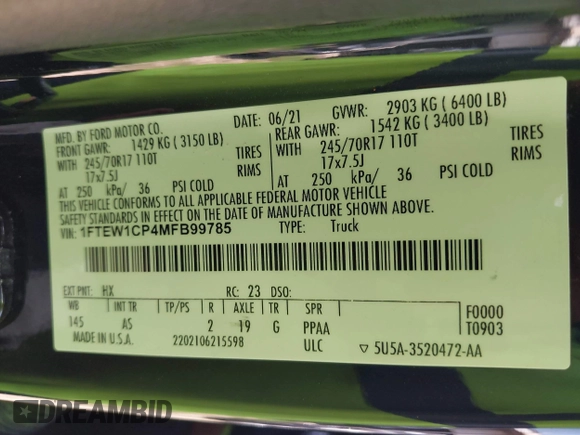 MFD. BY FORD MOTOR CO.
DATE: 06/21 GVWR: 2903 KG ( 6400 LB)
FRONT GAWR: 1429 KG ( 3150 LB)
REAR GAWR: 1542 KG ( 3400 LB)
WITH 245/70R17 110T TIRES
WITH 245/70R17 110T TIRES
17x7.5J RIMS
17x7.5J RIMS
AT 250 kPa/ 36 PSI COLD
AT 250 kPa/ 36 PSI COLD
THIS VEHICLE CONFORMS TO ALL APPLICABLE FEDERAL MOTOR VEHICLE
SAFETY STANDARDS IN EFFECT ON THE DATE OF MANUFACTURE SHOWN ABOVE.
VIN: 1FTEW1CP4MFB99785 TYPE: Truck
EXT PNT: HX RC: 23 DSO:
WB INT TR TP/PS R AXLE TR SPR F0000
145 AS 2 19 G PPAA T0903
MADE IN U.S.A. 2202106215598 ULC 5U5A-3520472-AA
DREAMBID